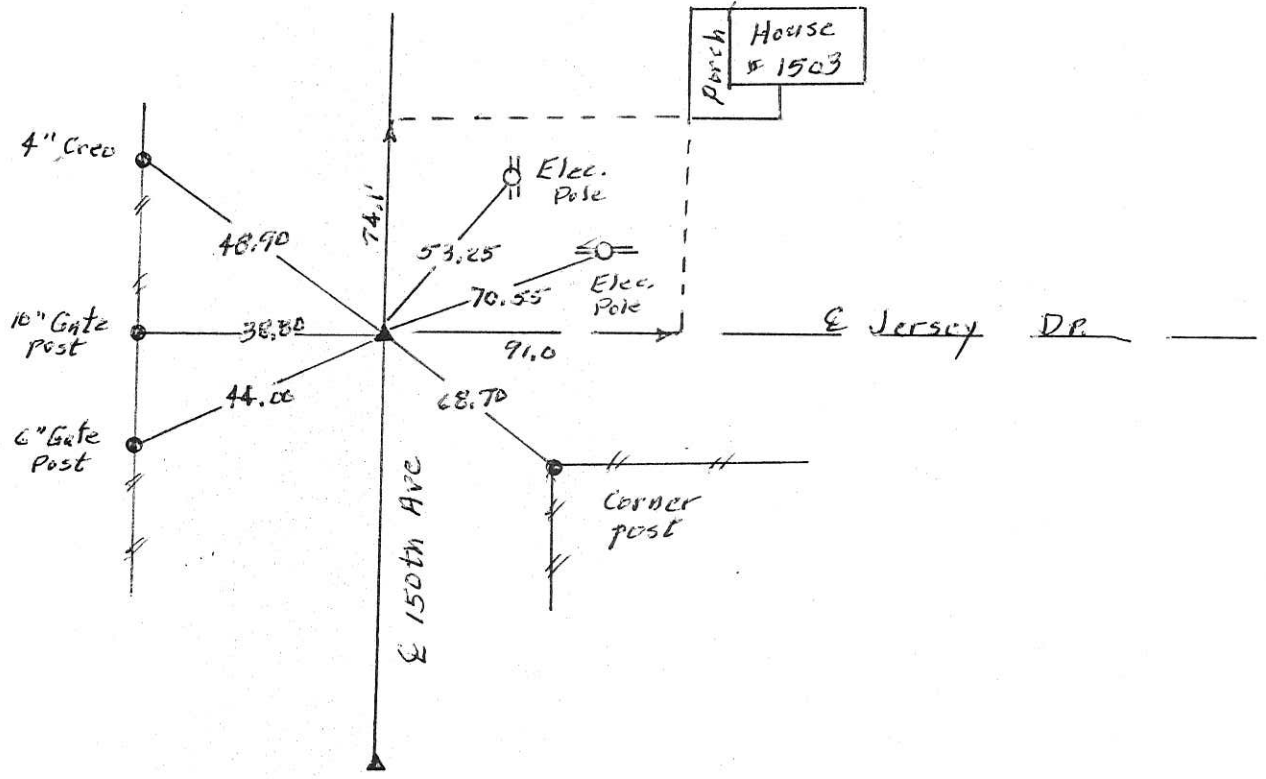 Porch
House
# 1503
4" Creo
Elec.
Pole
74.1'
48.90
53.25
70.55
Elec.
Pole
10" Gate
post
38.80
91.0
℄ Jersey Dr.
44.00
68.70
6" Gate
Post
℄ 150th Ave
Corner
post